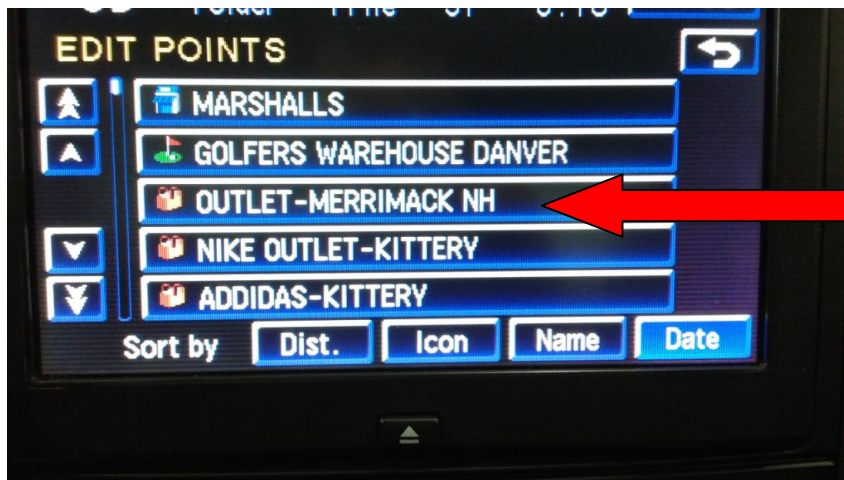 EDIT POINTS
MARSHALLS
GOLFERS WAREHOUSE DANVER
OUTLET-MERRIMACK NH
NIKE OUTLET-KITTERY
ADDIDAS-KITTERY
Sort by Dist. Icon Name Date